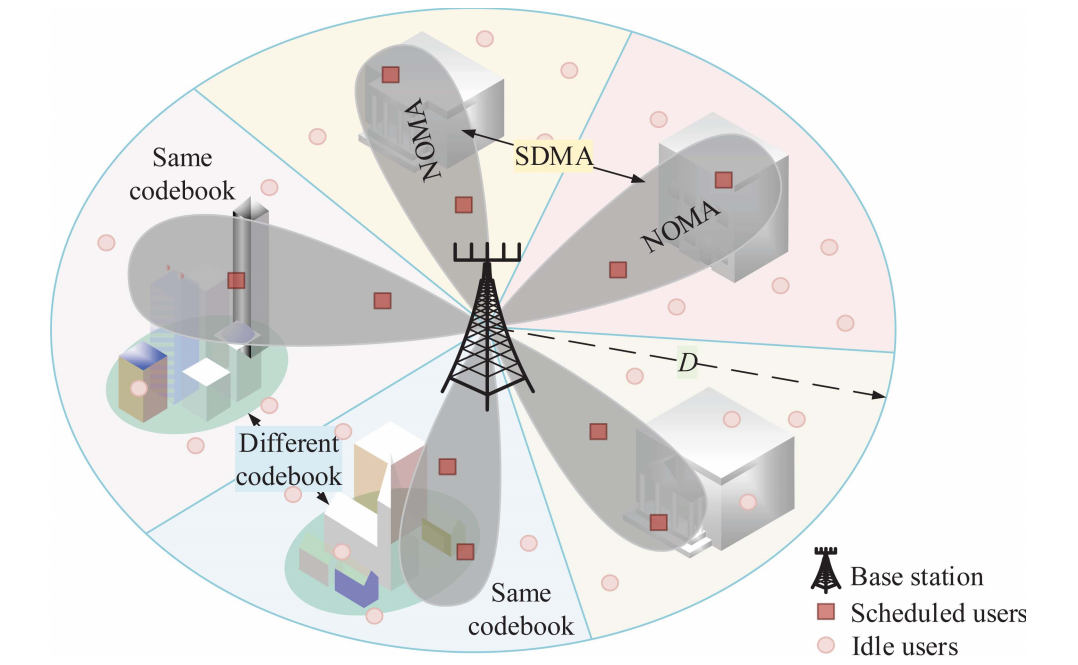 NOMA
SDMA
Same
codebook
NOMA
D
Different
codebook
Same
codebook
Base station
Scheduled users
Idle users